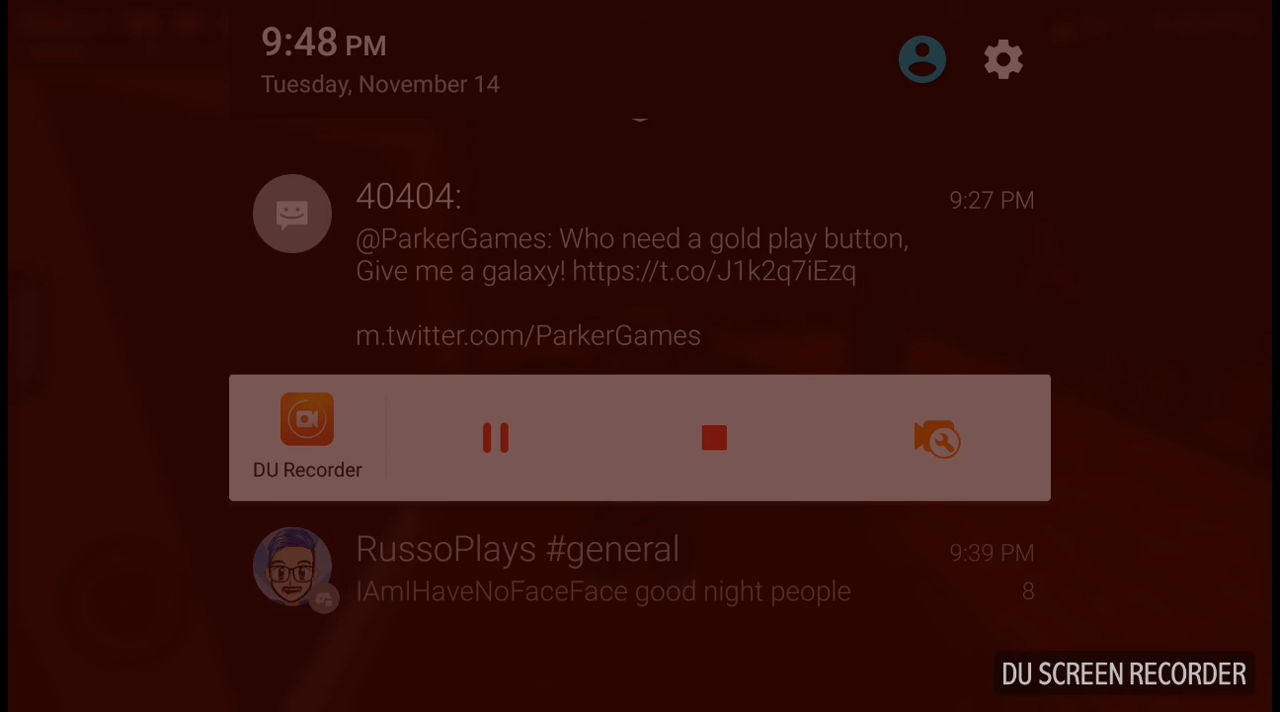 9:48 PM
Tuesday, November 14
40404:
9:27 PM
@ParkerGames: Who need a gold play button,
Give me a galaxy! https://t.co/J1k2q7iEzq
m.twitter.com/ParkerGames
DU Recorder
RussoPlays #general
9:39 PM
IAmIHaveNoFaceFace good night people
8
DU SCREEN RECORDER